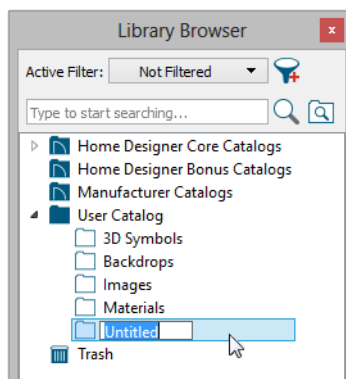 Library Browser
x
Active Filter: Not Filtered
Type to start searching...
Home Designer Core Catalogs
Home Designer Bonus Catalogs
Manufacturer Catalogs
User Catalog
3D Symbols
Backdrops
Images
Materials
Untitled
Trash